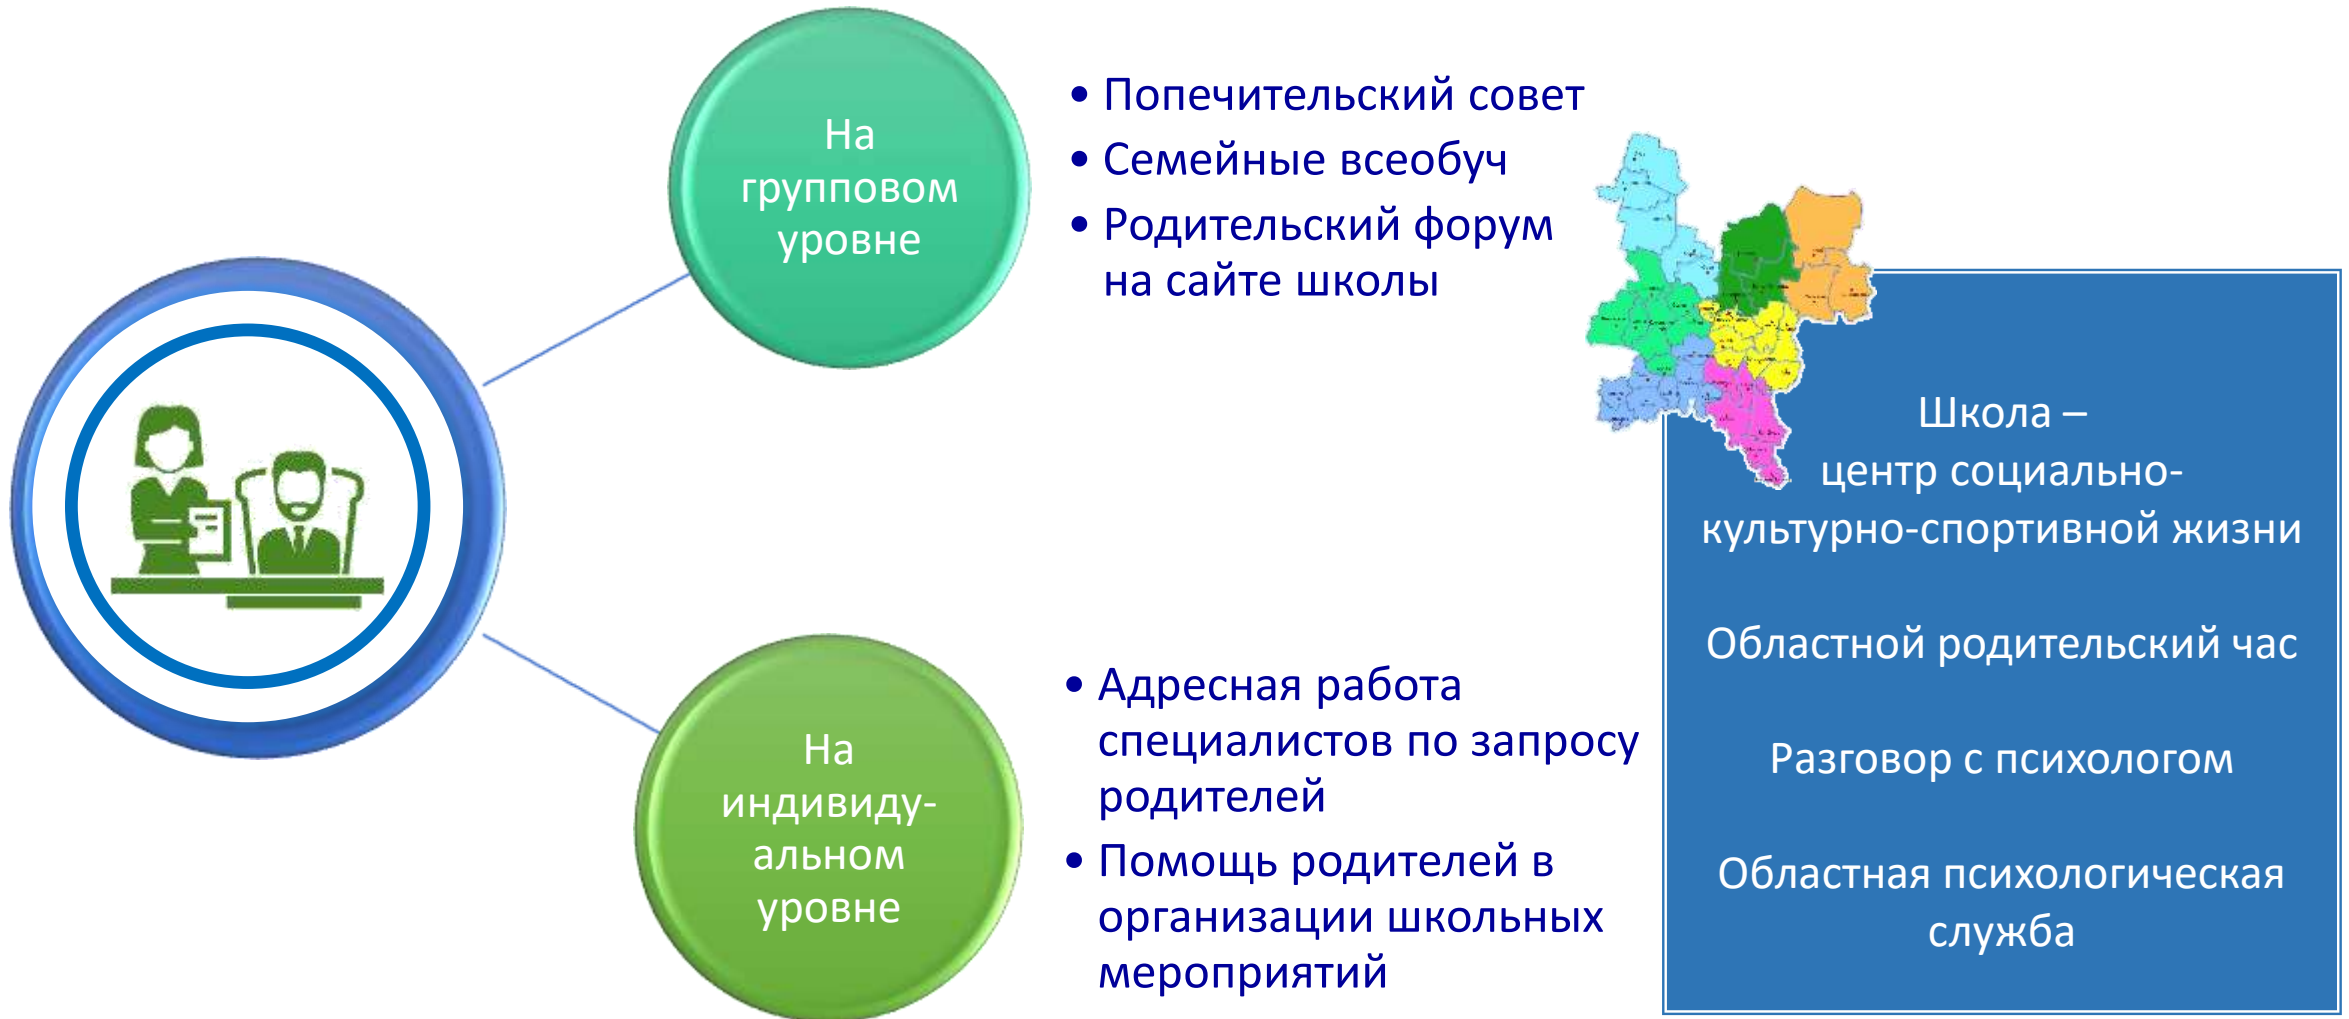 На
групповом
уровне
• Попечительский совет
• Семейные всеобуч
• Родительский форум
на сайте школы
На
индивиду-
альном
уровне
• Адресная работа
специалистов по запросу
родителей
• Помощь родителей в
организации школьных
мероприятий
Школа –
центр социально-
культурно-спортивной жизни
Областной родительский час
Разговор с психологом
Областная психологическая
служба